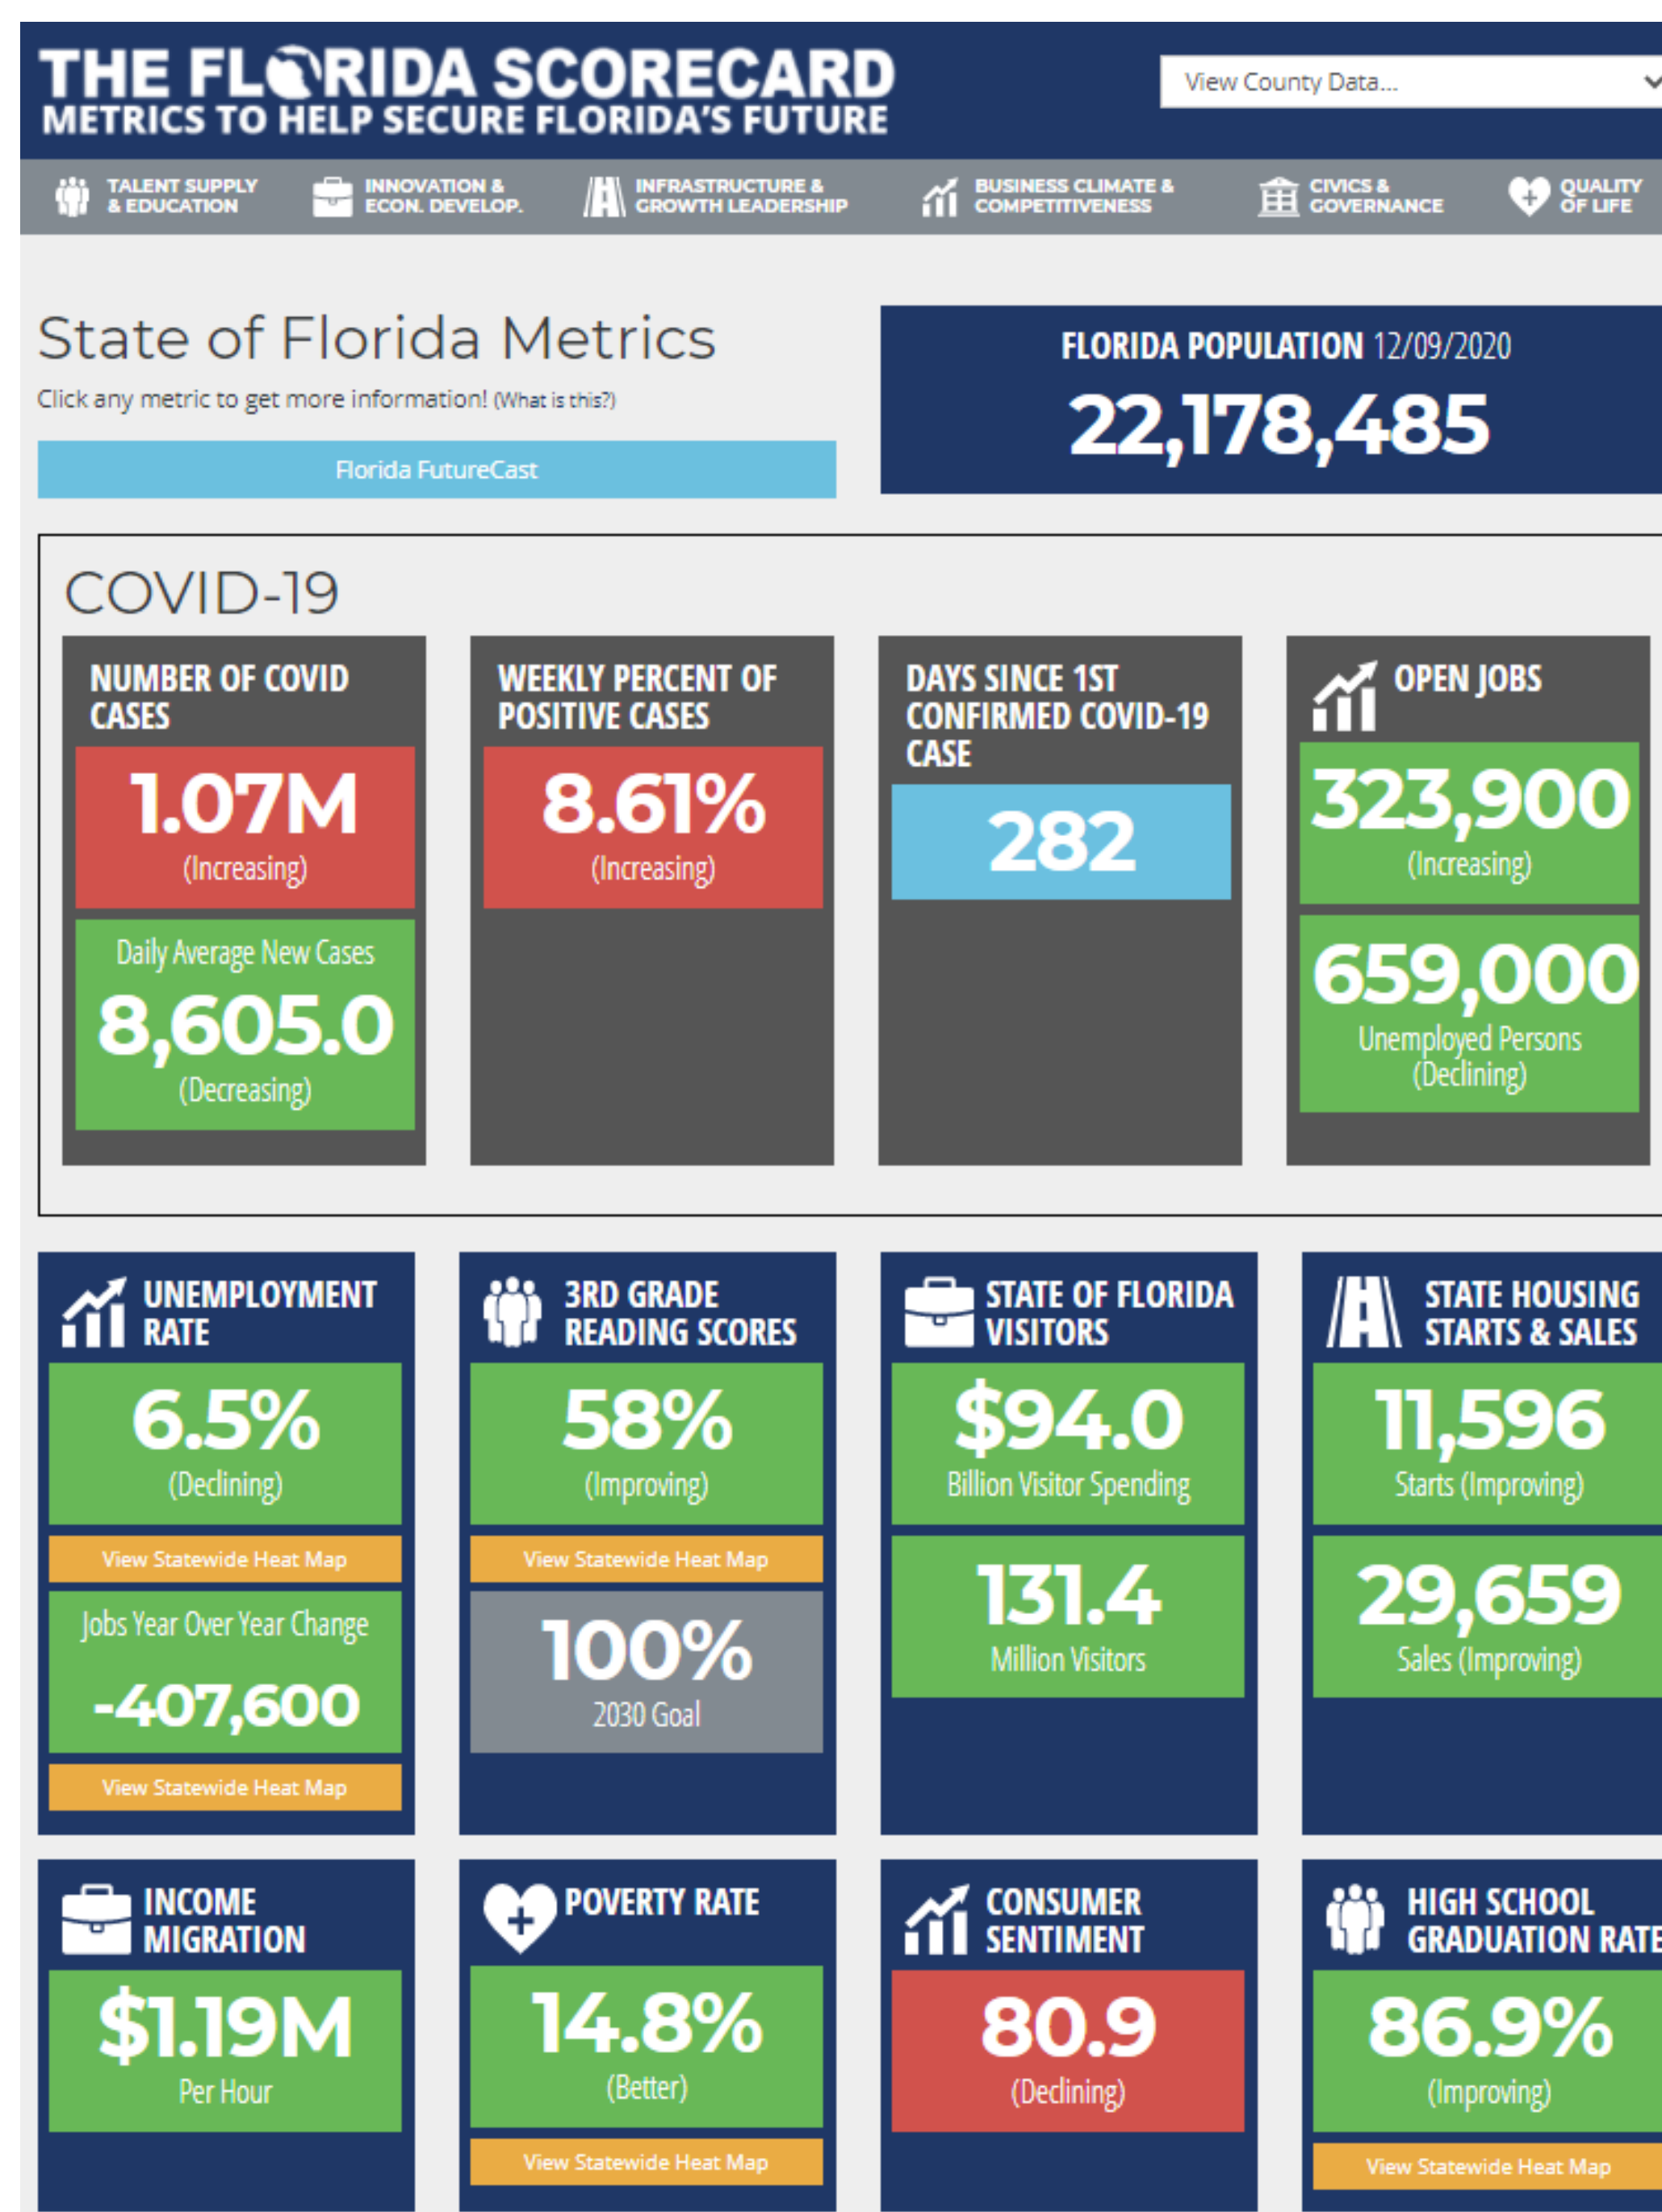 THE FLORIDA SCORECARD
METRICS TO HELP SECURE FLORIDA'S FUTURE
View County Data...
TALENT SUPPLY
& EDUCATION
INNOVATION &
ECON. DEVELOP.
INFRASTRUCTURE &
GROWTH LEADERSHIP
BUSINESS CLIMATE &
COMPETITIVENESS
CIVICS &
GOVERNANCE
QUALITY
OF LIFE
State of Florida Metrics
Click any metric to get more information! (What is this?)
Florida FutureCast
FLORIDA POPULATION 12/09/2020
22,178,485
COVID-19
NUMBER OF COVID
CASES
1.07M
(Increasing)
Daily Average New Cases
8,605.0
(Decreasing)
WEEKLY PERCENT OF
POSITIVE CASES
8.61%
(Increasing)
DAYS SINCE 1ST
CONFIRMED COVID-19
CASE
282
OPEN JOBS
323,900
(Increasing)
659,000
Unemployed Persons
(Declining)
UNEMPLOYMENT
RATE
6.5%
(Declining)
View Statewide Heat Map
Jobs Year Over Year Change
-407,600
View Statewide Heat Map
3RD GRADE
READING SCORES
58%
(Improving)
View Statewide Heat Map
100%
2030 Goal
STATE OF FLORIDA
VISITORS
$94.0
Billion Visitor Spending
131.4
Million Visitors
STATE HOUSING
STARTS & SALES
11,596
Starts (Improving)
29,659
Sales (Improving)
INCOME
MIGRATION
$1.19M
Per Hour
POVERTY RATE
14.8%
(Better)
View Statewide Heat Map
CONSUMER
SENTIMENT
80.9
(Declining)
HIGH SCHOOL
GRADUATION RATE
86.9%
(Improving)
View Statewide Heat Map